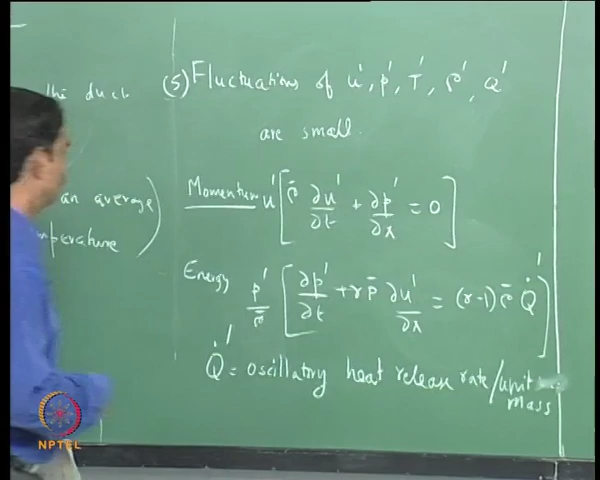 the duct
an average
temperature
(5) Fluctuations of u', p', T', ρ', Q'
are small.
Momentum u' [ ρ̄ ∂u'/∂t + ∂p'/∂x = 0 ]
Energy p'/ρ̄ [ ∂p'/∂t + γ p̄ ∂u'/∂x = (γ-1) ρ̄ Q̇' ]
Q̇' = oscillatory heat release rate/unit
mass
NPTEL